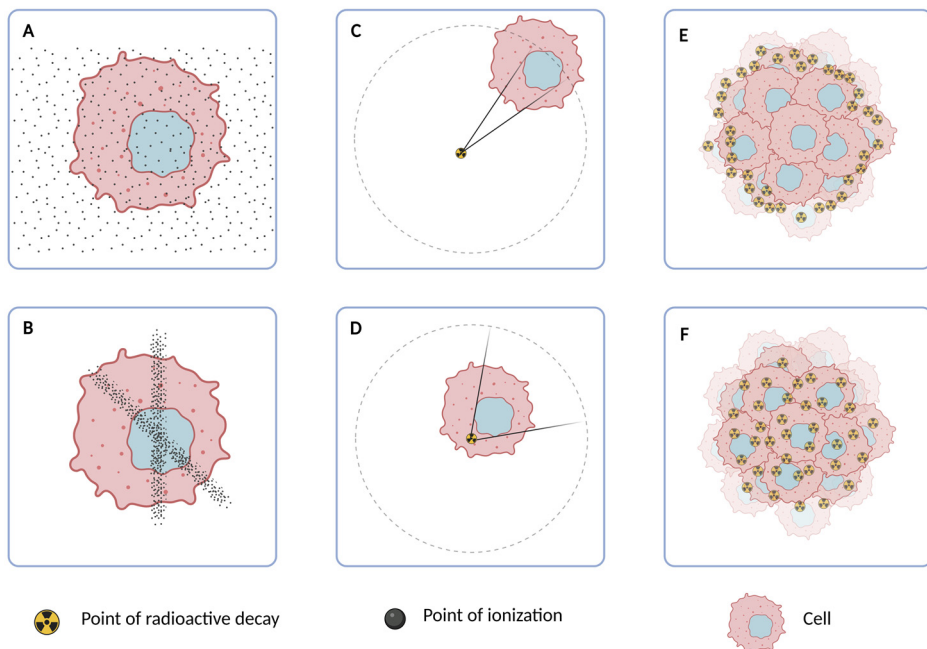 A
C
E
B
D
F
Point of radioactive decay
Point of ionization
Cell